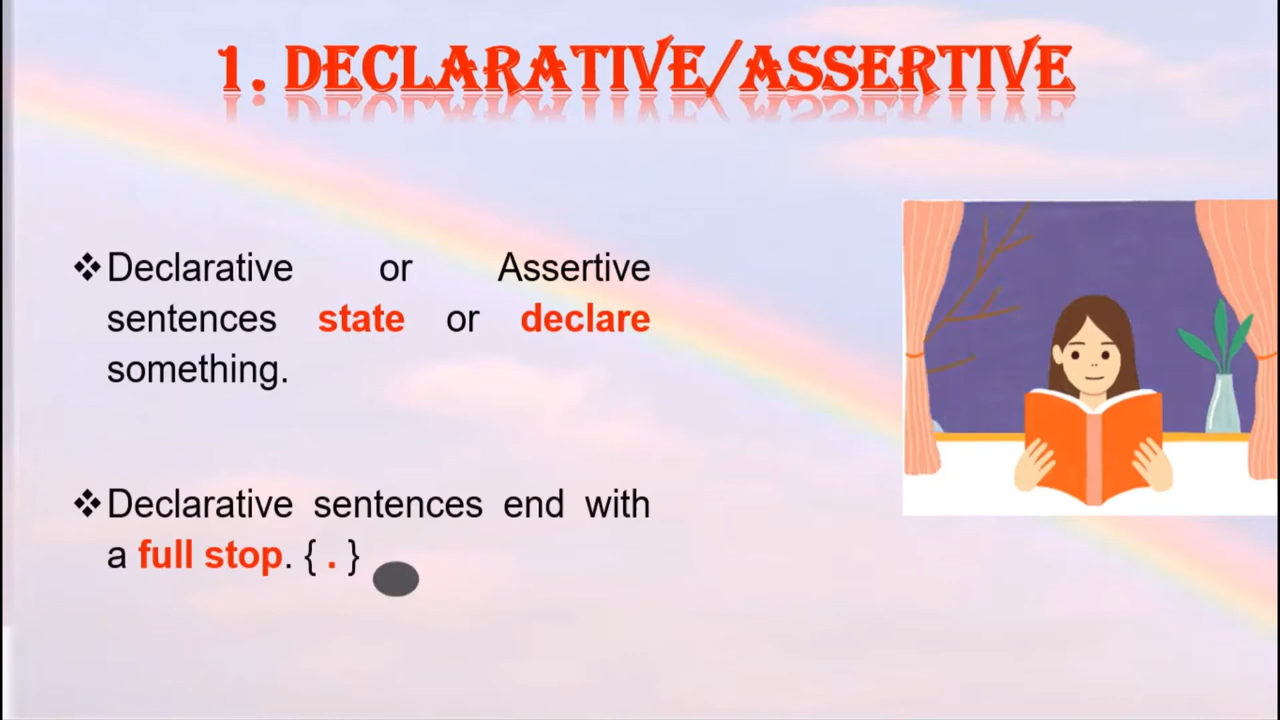 1. DECLARATIVE/ASSERTIVE
❖Declarative or Assertive
sentences state or declare
something.
❖Declarative sentences end with
a full stop. { . }